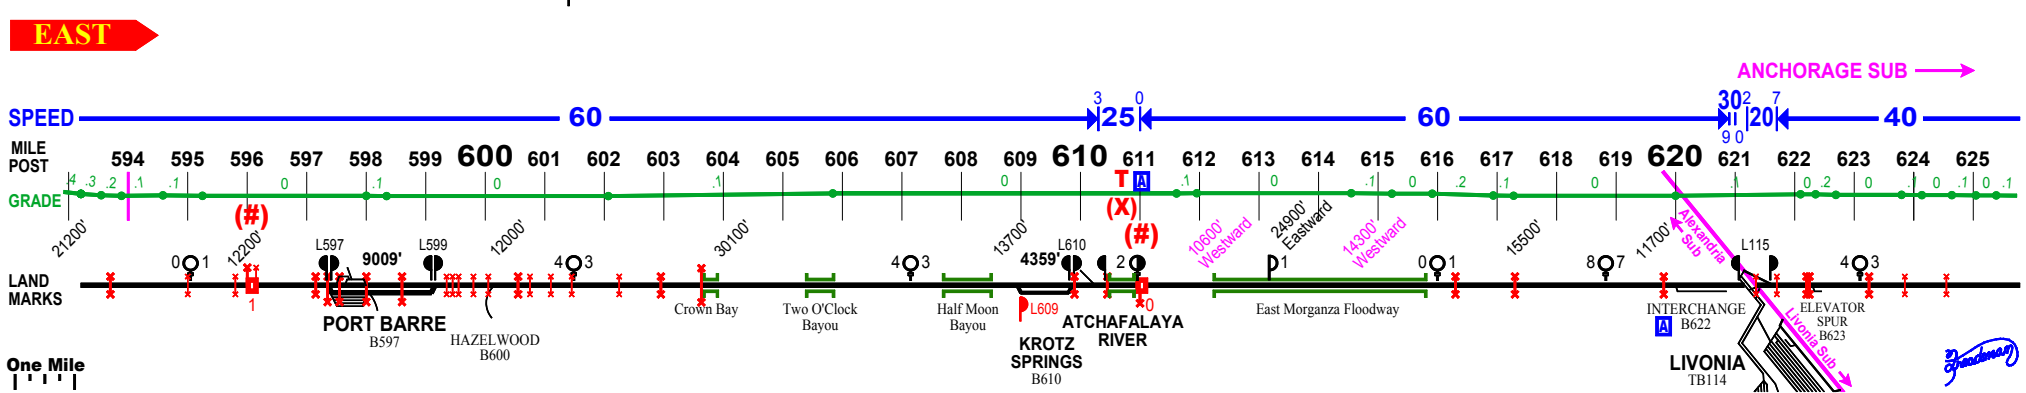 EAST
ANCHORAGE SUB
SPEED 60 3 25 0 60 30 2 20 7 40
9 0
MILE POST 594 595 596 597 598 599 600 601 602 603 604 605 606 607 608 609 610 611 612 613 614 615 616 617 618 619 620 621 622 623 624 625
GRADE .4 .3 .2 .1 .1 0 .1 0 .1 0 T A .1 0 .1 0 .2 .1 0 .1 0 .2 0 .1 0 .1 0 .1
(#) (X) (#)
21200' 12200' 12000' 30100' 13700' 10600' Westward 24900' Eastward 14300' Westward 15500' 11700' Alexandria Sub
L597 9009' L599 4359' L610 L115
LAND MARKS 0 1 4 3 4 3 2 1 0 1 8 7 4 3
1 L609 0
Crown Bay
Two O'Clock Bayou
Half Moon Bayou
East Morganza Floodway
PORT BARRE
B597
HAZELWOOD
B600
KROTZ SPRINGS
B610
ATCHAFALAYA RIVER
INTERCHANGE
B622
A
ELEVATOR SPUR
B623
Livonia Sub
LIVONIA
TB114
One Mile